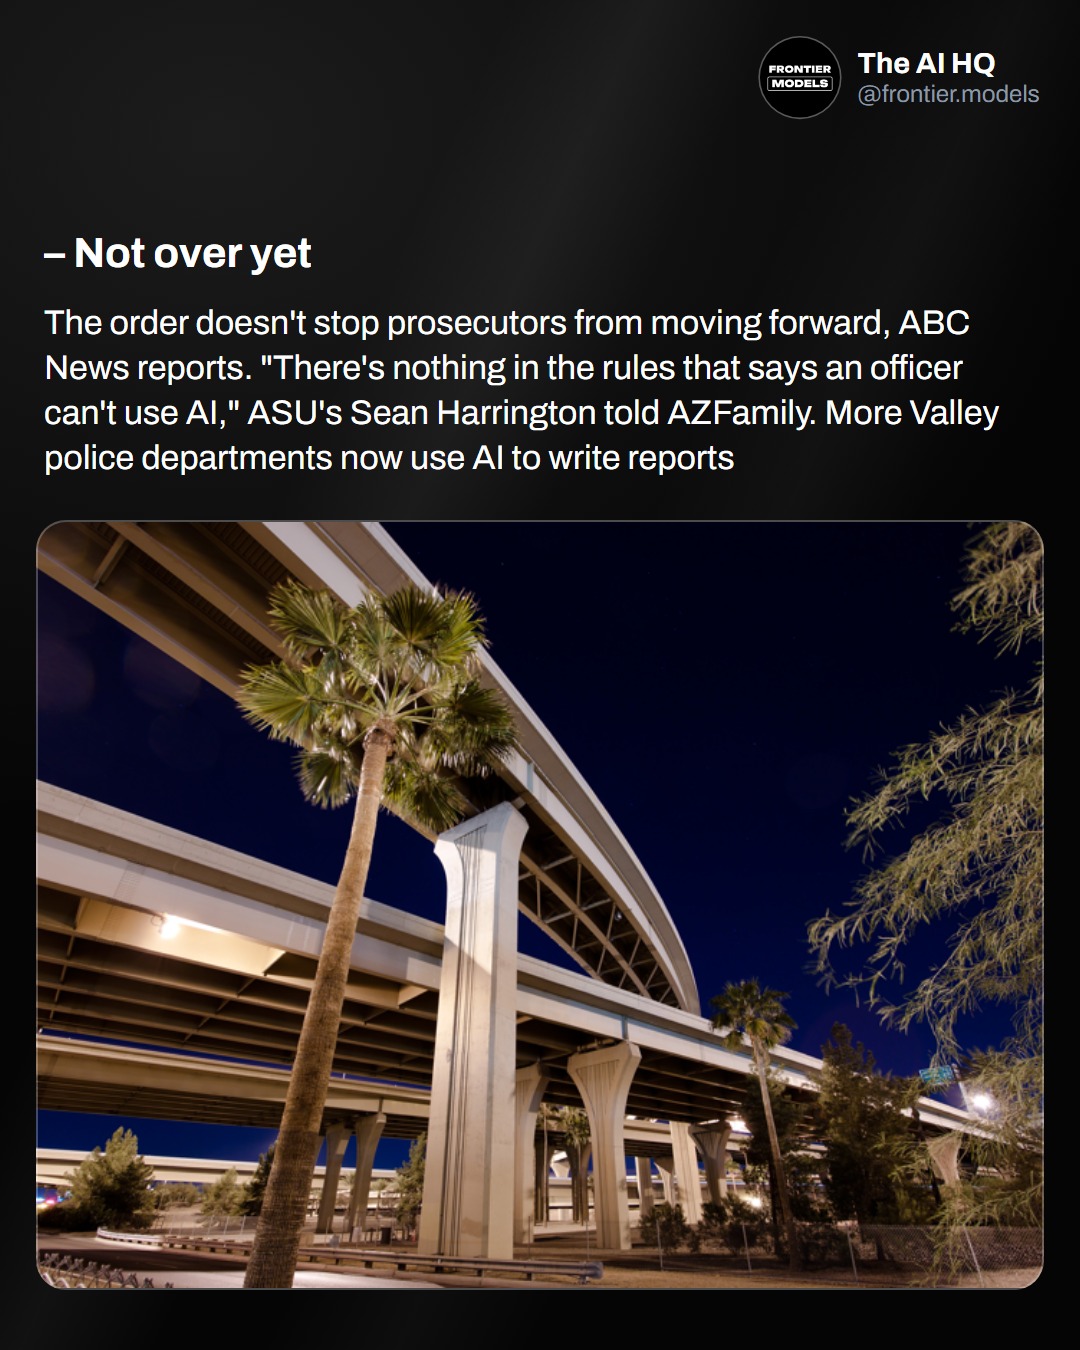 FRONTIER
MODELS
The AI HQ
@frontier.models
– Not over yet
The order doesn't stop prosecutors from moving forward, ABC
News reports. "There's nothing in the rules that says an officer
can't use AI," ASU's Sean Harrington told AZFamily. More Valley
police departments now use AI to write reports